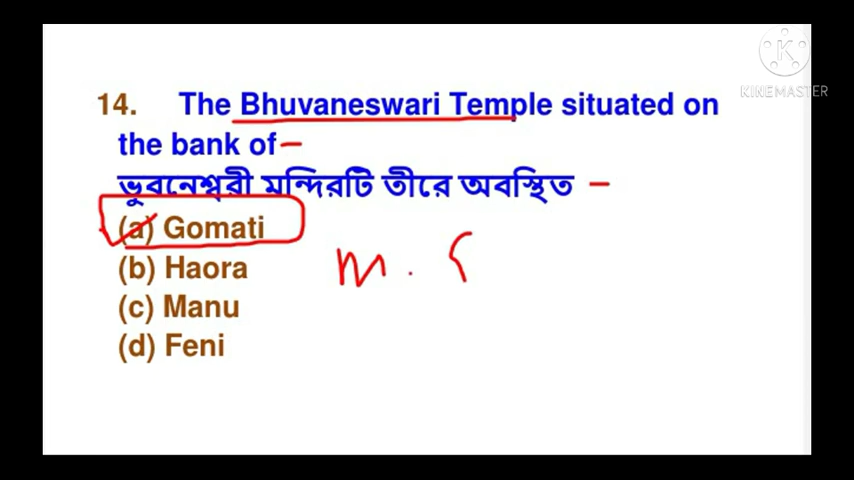 KINEMASTER
14. The Bhuvaneswari Temple situated on
the bank of-
ভুবনেশ্বরী মন্দিরটি তীরে অবস্থিত -
(a) Gomati
(b) Haora
(c) Manu
(d) Feni